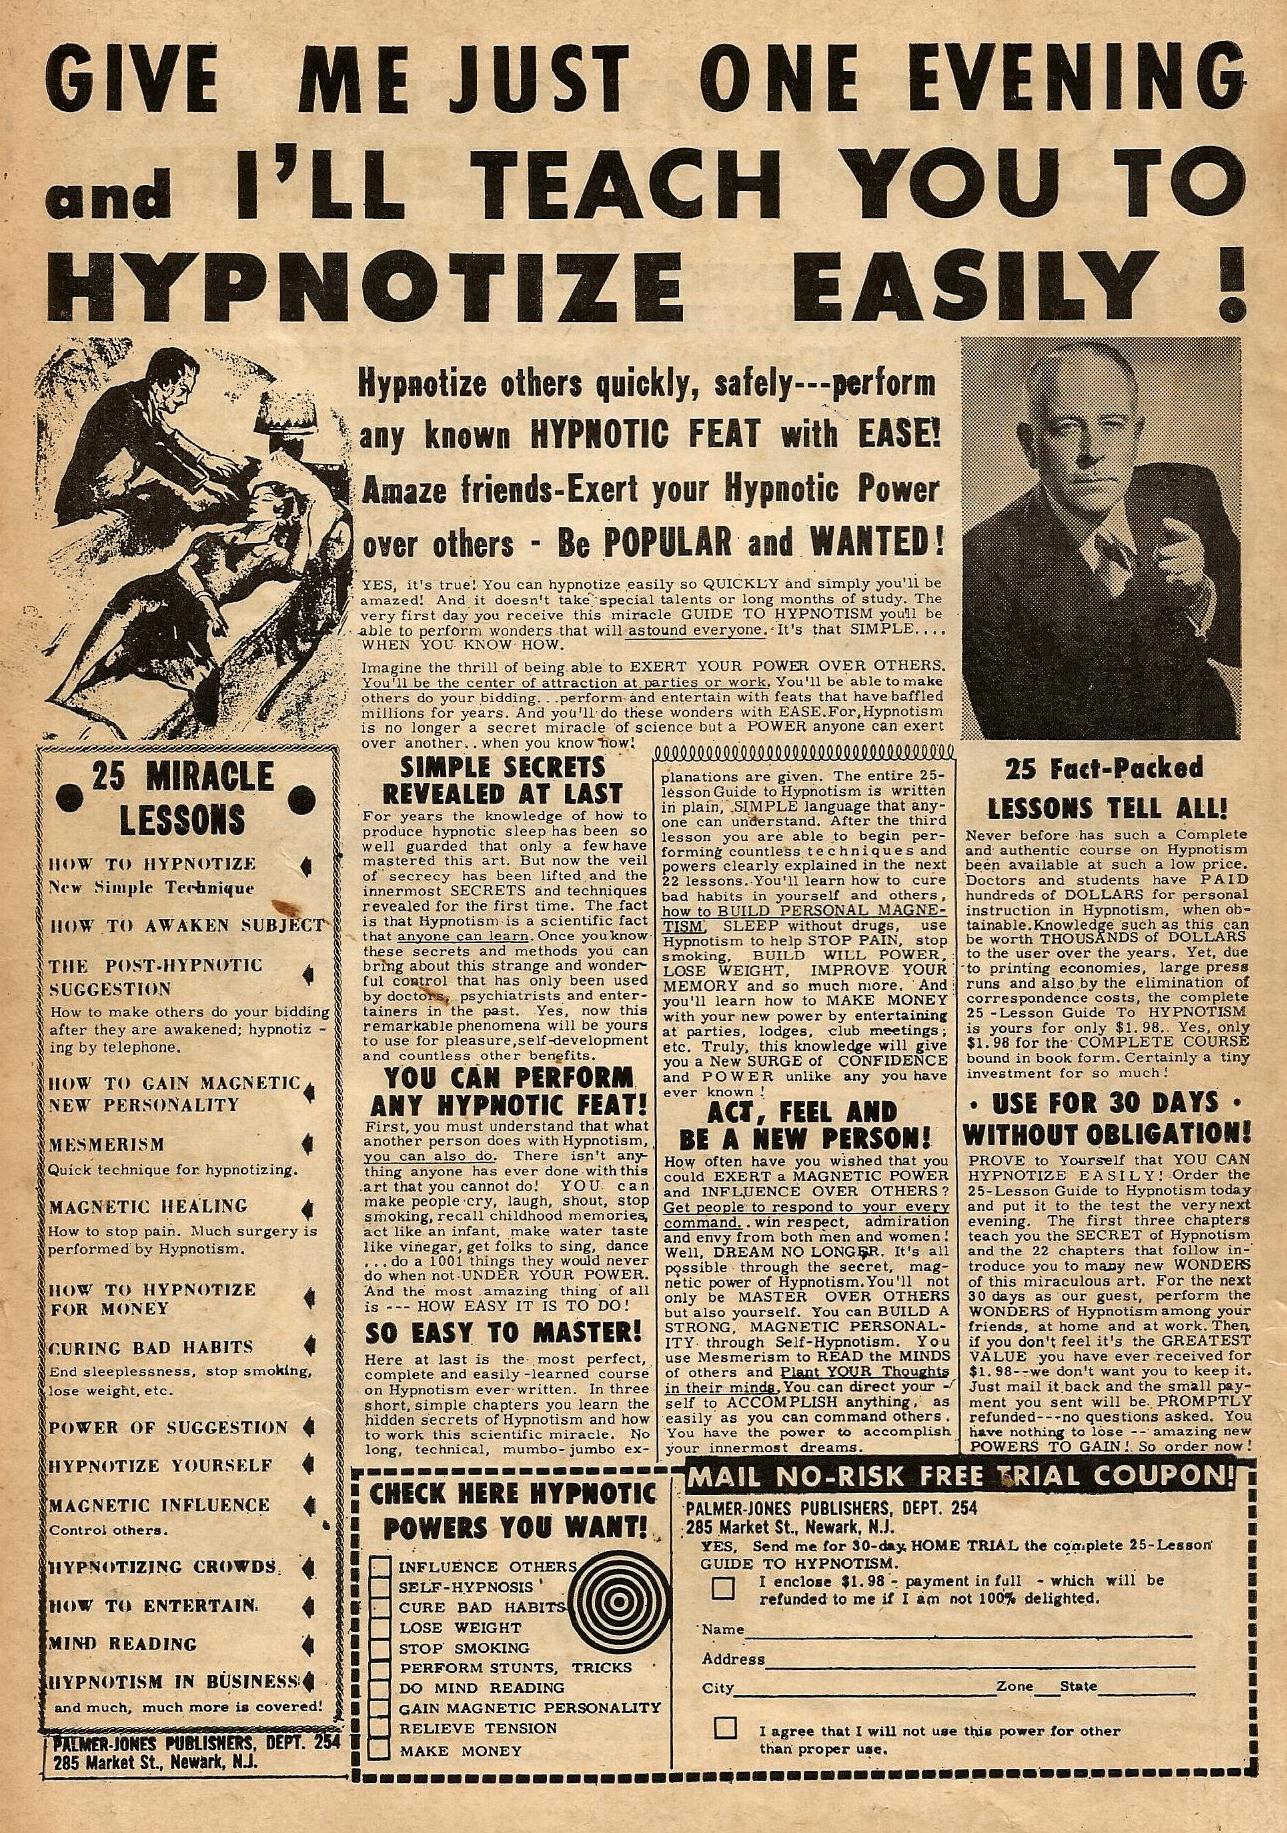 GIVE ME JUST ONE EVENING
and I'LL TEACH YOU TO
HYPNOTIZE EASILY !
Hypnotize others quickly, safely---perform
any known HYPNOTIC FEAT with EASE!
Amaze friends-Exert your Hypnotic Power
over others - Be POPULAR and WANTED!
YES, it's true! You can hypnotize easily so QUICKLY and simply you'll be
amazed! And it doesn't take special talents or long months of study. The
very first day you receive this miracle GUIDE TO HYPNOTISM you'll be
able to perform wonders that will astound everyone. It's that SIMPLE....
WHEN YOU KNOW HOW.
Imagine the thrill of being able to EXERT YOUR POWER OVER OTHERS.
You'll be the center of attraction at parties or work. You'll be able to make
others do your bidding. . .perform and entertain with feats that have baffled
millions for years. And you'll do these wonders with EASE.For,Hypnotism
is no longer a secret miracle of science but a POWER anyone can exert
over another.. when you know how!
25 MIRACLE
LESSONS
HOW TO HYPNOTIZE
New Simple Technique
HOW TO AWAKEN SUBJECT
THE POST-HYPNOTIC
SUGGESTION
How to make others do your bidding
after they are awakened; hypnotiz -
ing by telephone.
HOW TO GAIN MAGNETIC
NEW PERSONALITY
MESMERISM
Quick technique for hypnotizing.
MAGNETIC HEALING
How to stop pain. Much surgery is
performed by Hypnotism.
HOW TO HYPNOTIZE
FOR MONEY
CURING BAD HABITS
End sleeplessness, stop smoking,
lose weight, etc.
POWER OF SUGGESTION
HYPNOTIZE YOURSELF
MAGNETIC INFLUENCE
Control others.
HYPNOTIZING CROWDS.
HOW TO ENTERTAIN.
MIND READING
HYPNOTISM IN BUSINESS
and much, much more is covered!
PALMER-JONES PUBLISHERS, DEPT. 254
285 Market St., Newark, N.J.
SIMPLE SECRETS
REVEALED AT LAST
For years the knowledge of how to
produce hypnotic sleep has been so
well guarded that only a few have
mastered this art. But now the veil
of secrecy has been lifted and the
innermost SECRETS and techniques
revealed for the first time. The fact
is that Hypnotism is a scientific fact
that anyone can learn. Once you know
these secrets and methods you can
bring about this strange and wonder-
ful control that has only been used
by doctors, psychiatrists and enter-
tainers in the past. Yes, now this
remarkable phenomena will be yours
to use for pleasure,self-development
and countless other benefits.
YOU CAN PERFORM
ANY HYPNOTIC FEAT!
First, you must understand that what
another person does with Hypnotism,
you can also do. There isn't any-
thing anyone has ever done with this
art that you cannot do! YOU can
make people cry, laugh, shout, stop
smoking, recall childhood memories,
act like an infant, make water taste
like vinegar, get folks to sing, dance
...do a 1001 things they would never
do when not UNDER YOUR POWER.
And the most amazing thing of all
is --- HOW EASY IT IS TO DO!
SO EASY TO MASTER!
Here at last is the most perfect,
complete and easily-learned course
on Hypnotism ever written. In three
short, simple chapters you learn the
hidden secrets of Hypnotism and how
to work this scientific miracle. No
long, technical, mumbo-jumbo ex-
planations are given. The entire 25-
lesson Guide to Hypnotism is written
in plain, SIMPLE language that any-
one can understand. After the third
lesson you are able to begin per-
forming countless techniques and
powers clearly explained in the next
22 lessons. You'll learn how to cure
bad habits in yourself and others,
how to BUILD PERSONAL MAGNE-
TISM, SLEEP without drugs, use
Hypnotism to help STOP PAIN, stop
smoking, BUILD WILL POWER,
LOSE WEIGHT, IMPROVE YOUR
MEMORY and so much more. And
you'll learn how to MAKE MONEY
with your new power by entertaining
at parties, lodges, club meetings;
etc. Truly, this knowledge will give
you a New SURGE of CONFIDENCE
and POWER unlike any you have
ever known !
ACT, FEEL AND
BE A NEW PERSON!
How often have you wished that you
could EXERT a MAGNETIC POWER
and INFLUENCE OVER OTHERS?
Get people to respond to your every
command. . win respect, admiration
and envy from both men and women!
Well, DREAM NO LONGER. It's all
possible through the secret, mag-
netic power of Hypnotism.You'll not
only be MASTER OVER OTHERS
but also yourself. You can BUILD A
STRONG, MAGNETIC PERSONAL-
ITY through Self-Hypnotism. You
use Mesmerism to READ the MINDS
of others and Plant YOUR Thoughts
in their minds. You can direct your -
self to ACCOMPLISH anything, as
easily as you can command others.
You have the power to accomplish
your innermost dreams.
25 Fact-Packed
LESSONS TELL ALL!
Never before has such a Complete
and authentic course on Hypnotism
been available at such a low price.
Doctors and students have PAID
hundreds of DOLLARS for personal
instruction in Hypnotism, when ob-
tainable.Knowledge such as this can
be worth THOUSANDS of DOLLARS
to the user over the years. Yet, due
to printing economies, large press
runs and also by the elimination of
correspondence costs, the complete
25 -Lesson Guide To HYPNOTISM
is yours for only $1.98.. Yes, only
$1.98 for the COMPLETE COURSE
bound in book form. Certainly a tiny
investment for so much!
• USE FOR 30 DAYS •
WITHOUT OBLIGATION!
PROVE to Yourself that YOU CAN
HYPNOTIZE EASILY! Order the
25-Lesson Guide to Hypnotism today
and put it to the test the very next
evening. The first three chapters
teach you the SECRET of Hypnotism
and the 22 chapters that follow in-
troduce you to many new WONDERS
of this miraculous art. For the next
30 days as our guest, perform the
WONDERS of Hypnotism among your
friends, at home and at work. Then,
if you don't feel it's the GREATEST
VALUE you have ever received for
$1.98--we don't want you to keep it.
Just mail it back and the small pay-
ment you sent will be PROMPTLY
refunded---no questions asked. You
have nothing to lose -- amazing new
POWERS TO GAIN! So order now!
CHECK HERE HYPNOTIC
POWERS YOU WANT!
INFLUENCE OTHERS
SELF-HYPNOSIS
CURE BAD HABITS
LOSE WEIGHT
STOP SMOKING
PERFORM STUNTS, TRICKS
DO MIND READING
GAIN MAGNETIC PERSONALITY
RELIEVE TENSION
MAKE MONEY
MAIL NO-RISK FREE TRIAL COUPON!
PALMER-JONES PUBLISHERS, DEPT. 254
285 Market St., Newark, N.J.
YES, Send me for 30-day HOME TRIAL the complete 25-Lesson
GUIDE TO HYPNOTISM.
I enclose $1.98 - payment in full - which will be
refunded to me if I am not 100% delighted.
Name
Address
City Zone State
I agree that I will not use this power for other
than proper use.